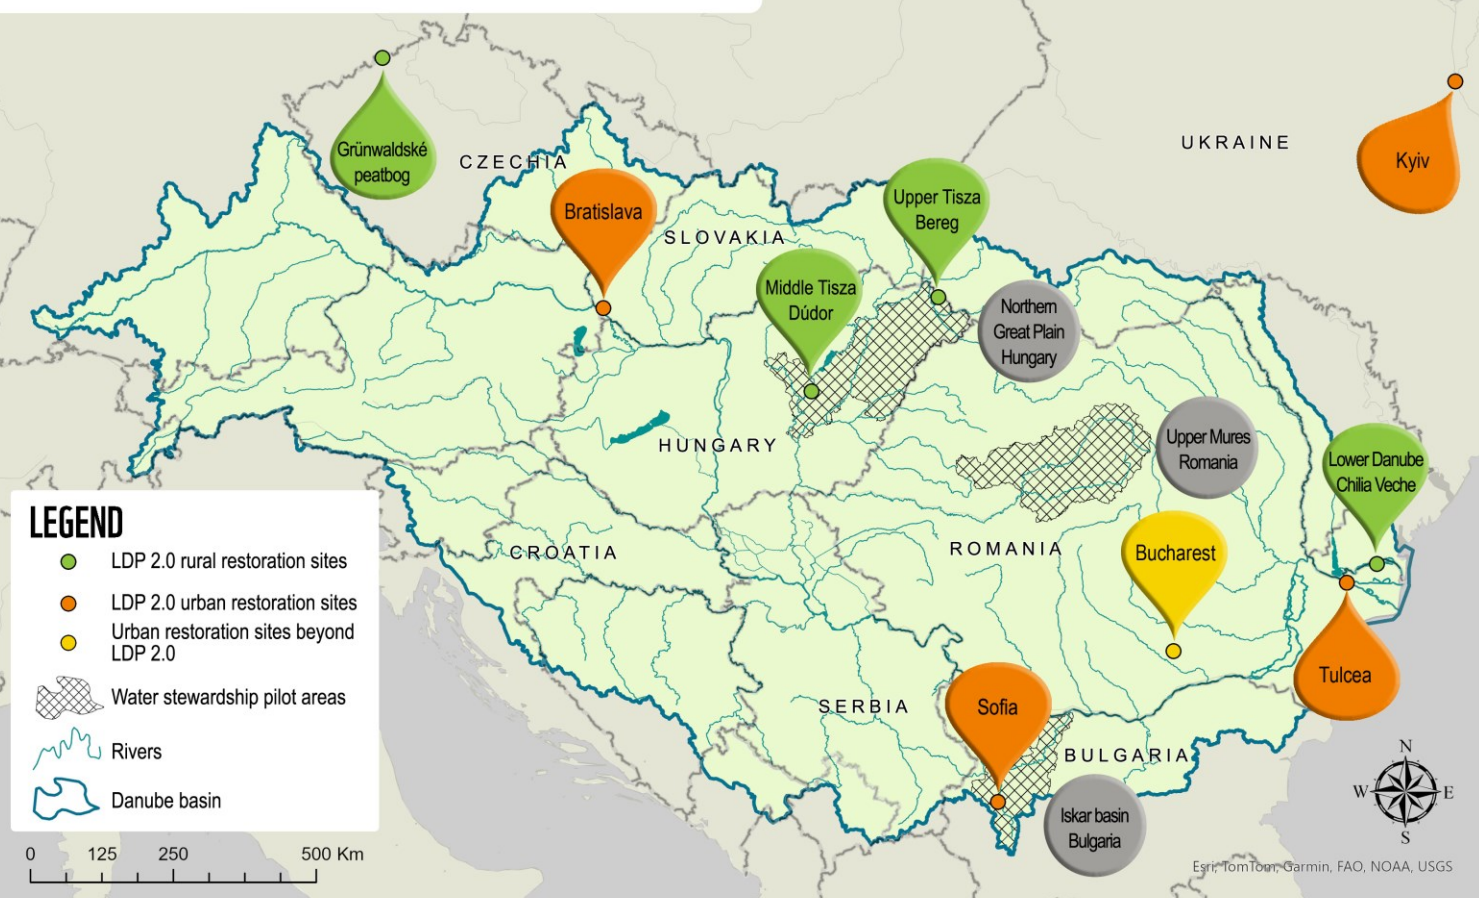 Grünwaldské
peatbog
CZECHIA
Bratislava
SLOVAKIA
Middle Tisza
Dúdor
Upper Tisza
Bereg
UKRAINE
Kyiv
Northern
Great Plain
Hungary
HUNGARY
Upper Mures
Romania
Lower Danube
Chilia Veche
CROATIA
ROMANIA
Bucharest
SERBIA
Sofia
BULGARIA
Tulcea
Iskar basin
Bulgaria
LEGEND
LDP 2.0 rural restoration sites
LDP 2.0 urban restoration sites
Urban restoration sites beyond
LDP 2.0
Water stewardship pilot areas
Rivers
Danube basin
0 125 250 500 Km
N
W E
S
Esri, TomTom, Garmin, FAO, NOAA, USGS